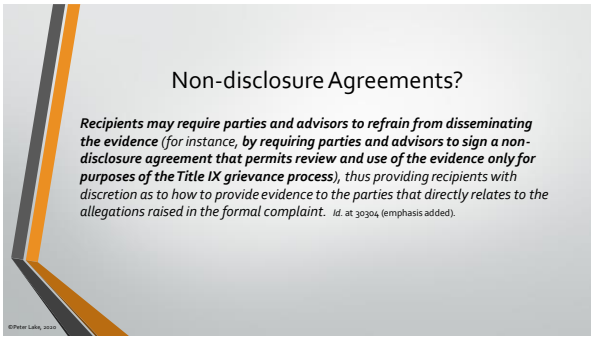 Non-disclosure Agreements?
Recipients may require parties and advisors to refrain from disseminating
the evidence (for instance, by requiring parties and advisors to sign a non-
disclosure agreement that permits review and use of the evidence only for
purposes of the Title IX grievance process), thus providing recipients with
discretion as to how to provide evidence to the parties that directly relates to the
allegations raised in the formal complaint. Id. at 30304 (emphasis added).
©Peter Lake, 2020